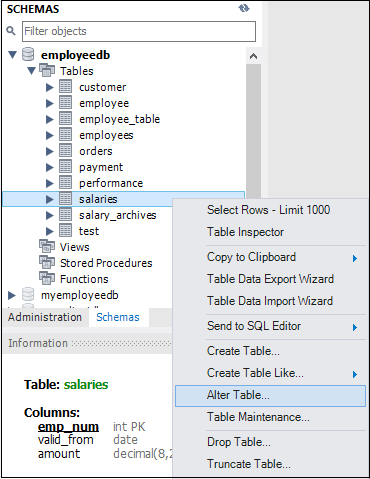 SCHEMAS
Filter objects
employeedb
Tables
customer
employee
employee_table
employees
orders
payment
performance
salaries
salary_archives
test
Views
Stored Procedures
Functions
myemployeedb
Select Rows - Limit 1000
Table Inspector
Copy to Clipboard
Table Data Export Wizard
Table Data Import Wizard
Send to SQL Editor
Create Table...
Create Table Like...
Alter Table...
Table Maintenance...
Drop Table...
Truncate Table...
Administration Schemas
Information
Table: salaries
Columns:
emp_num int PK
valid_from date
amount decimal(8,2